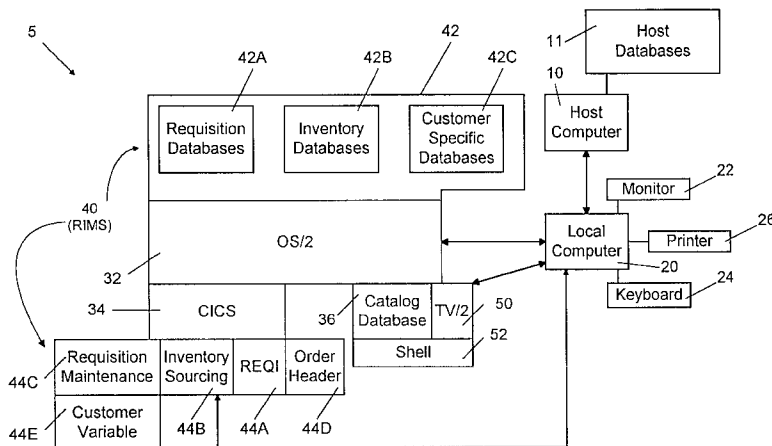 5
42
42A
42B
42C
11
Host
Databases
10
Host
Computer
Requisition
Databases
Inventory
Databases
Customer
Specific
Databases
22
Monitor
40
(RIMS)
OS/2
Local
Computer
26
Printer
32
20
24
Keyboard
34
CICS
36
Catalog
Database
TV/2
50
Shell
52
44C
Requisition
Maintenance
Inventory
Sourcing
REQI
Order
Header
44E
Customer
Variable
44B
44A
44D